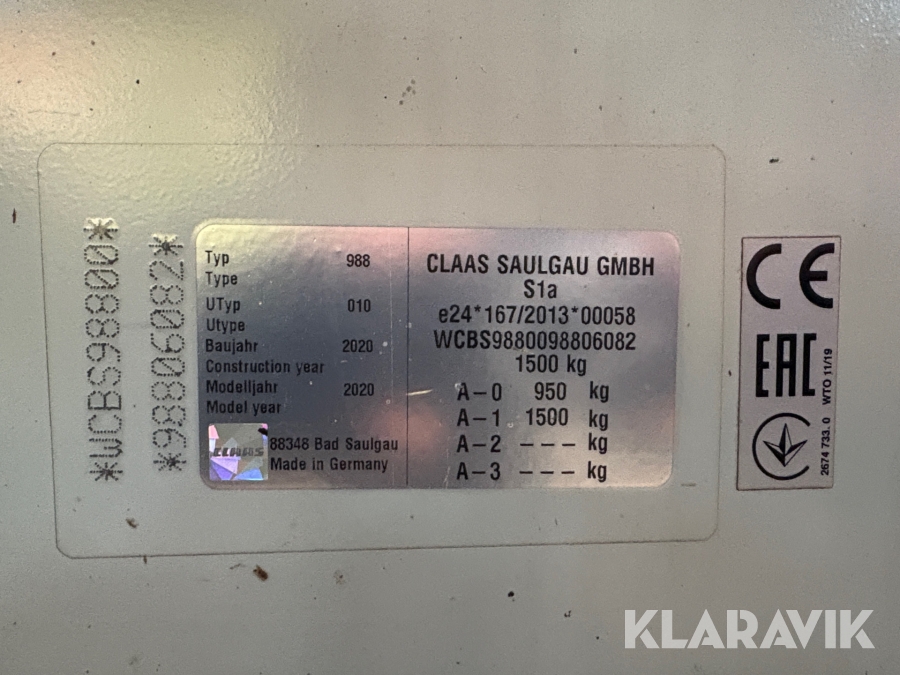 *WCBS98800*
*98806082*
Typ 988
Type
UTyp 010
Utype
Baujahr 2020
Construction year
Modelljahr 2020
Model year
CLAAS
88348 Bad Saulgau
Made in Germany
CLAAS SAULGAU GMBH
S1a
e24*167/2013*00058
WCBS9880098806082
1500 kg
A-0 950 kg
A-1 1500 kg
A-2 --- kg
A-3 --- kg
CE
EAC
WTO 11/19
2674 733. 0
KLARAVIK